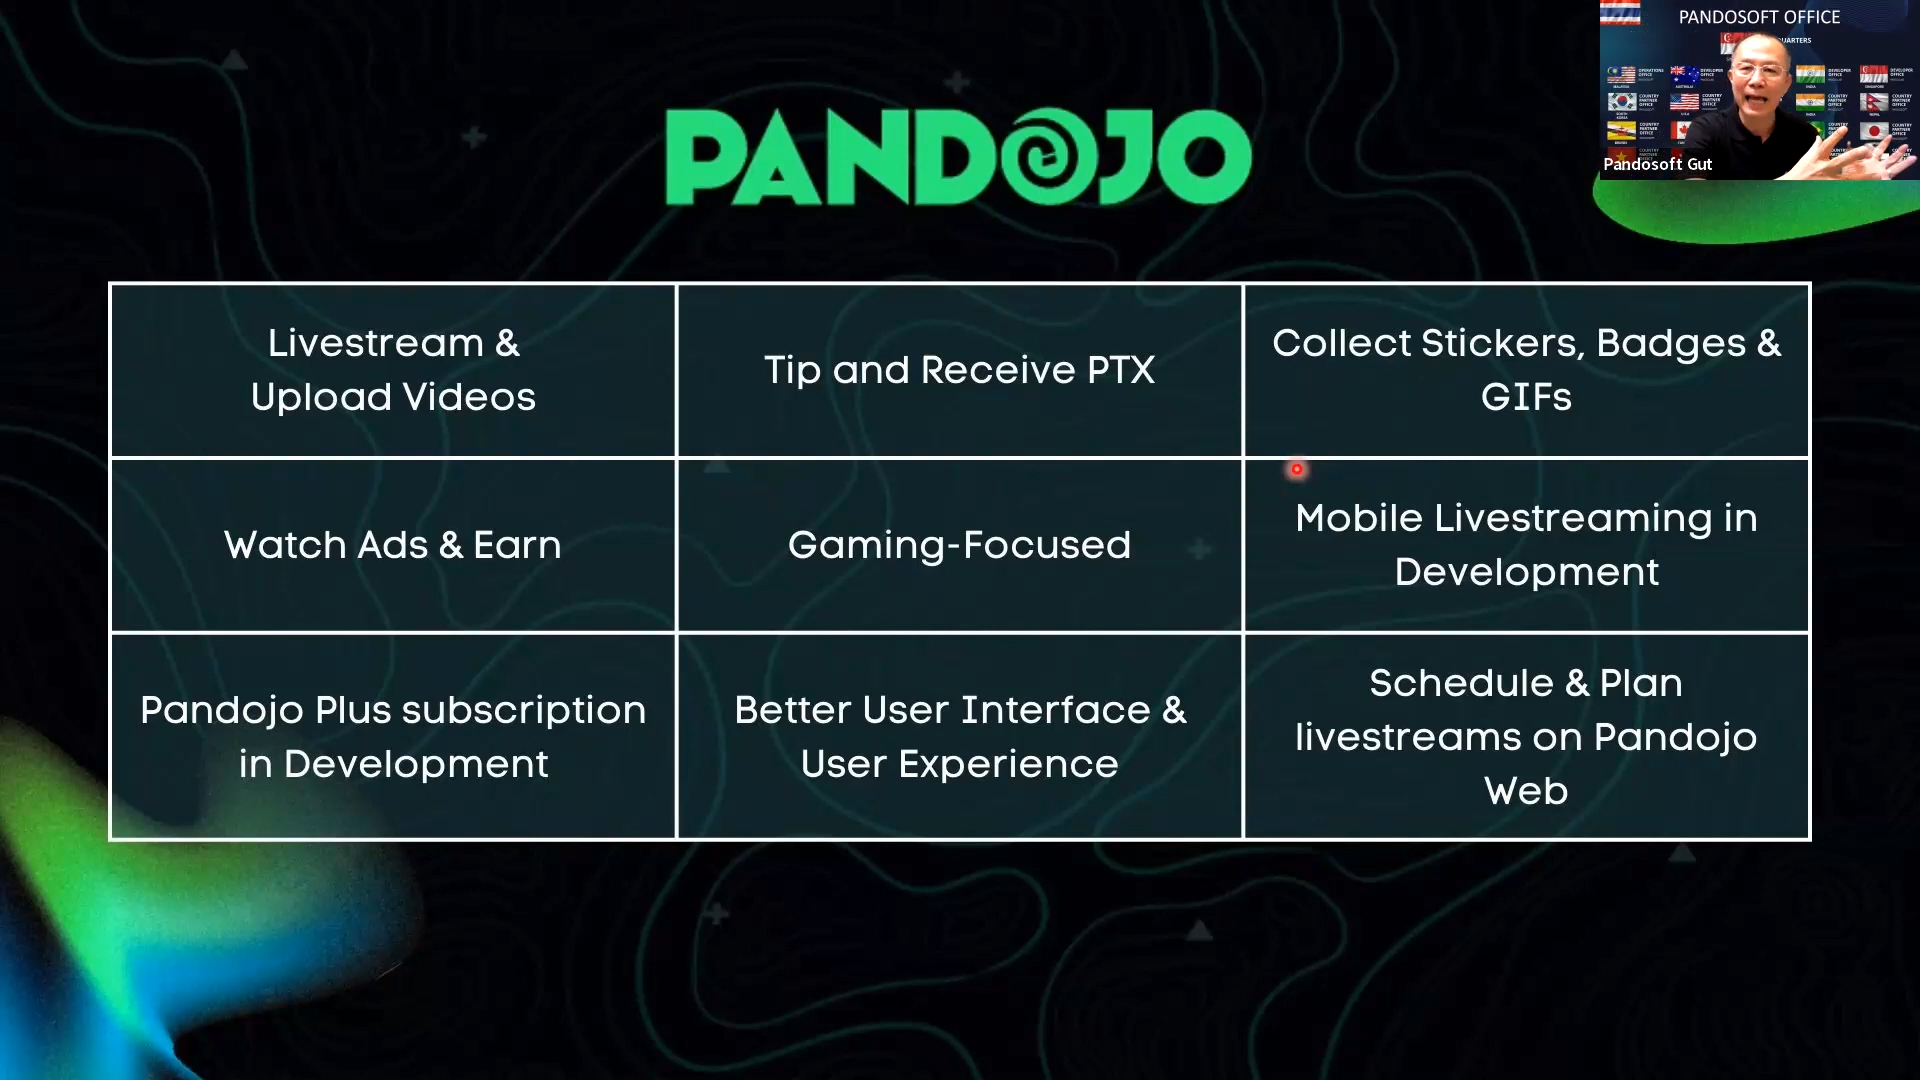 PANDOSOFT OFFICE
Pandosoft Gut
PANDOJO
Livestream &
Upload Videos
Tip and Receive PTX
Collect Stickers, Badges &
GIFs
Watch Ads & Earn
Gaming-Focused
Mobile Livestreaming in
Development
Pandojo Plus subscription
in Development
Better User Interface &
User Experience
Schedule & Plan
livestreams on Pandojo
Web